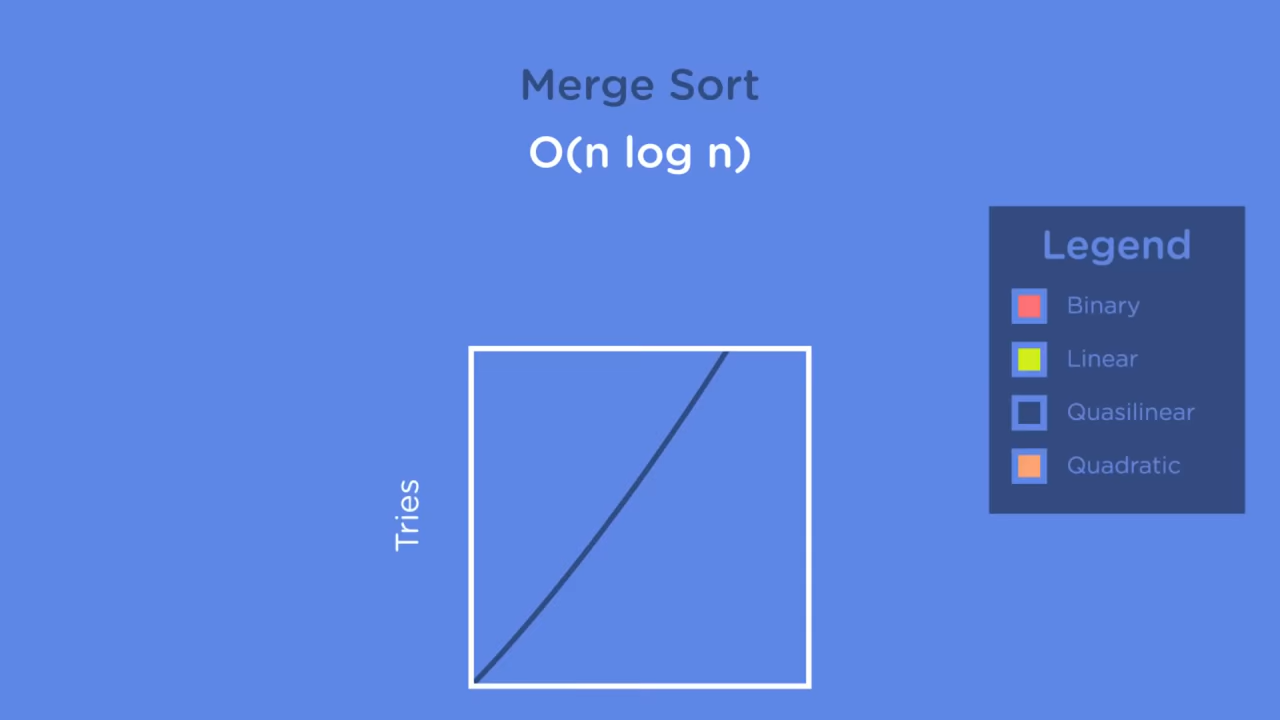 Merge Sort
O(n log n)
Legend
Binary
Linear
Quasilinear
Quadratic
Tries